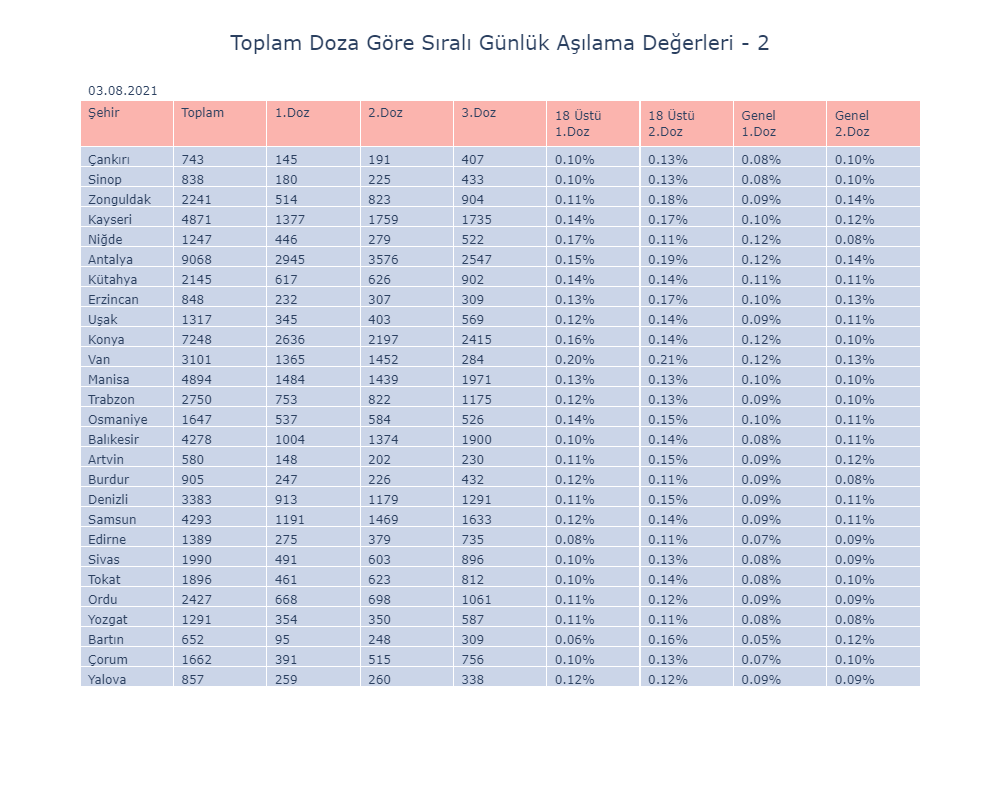 Toplam Doza Göre Sıralı Günlük Aşılama Değerleri - 2
03.08.2021
Şehir Toplam 1.Doz 2.Doz 3.Doz 18 Üstü 1.Doz 18 Üstü 2.Doz Genel 1.Doz Genel 2.Doz
Çankırı 743 145 191 407 0.10% 0.13% 0.08% 0.10%
Sinop 838 180 225 433 0.10% 0.13% 0.08% 0.10%
Zonguldak 2241 514 823 904 0.11% 0.18% 0.09% 0.14%
Kayseri 4871 1377 1759 1735 0.14% 0.17% 0.10% 0.12%
Niğde 1247 446 279 522 0.17% 0.11% 0.12% 0.08%
Antalya 9068 2945 3576 2547 0.15% 0.19% 0.12% 0.14%
Kütahya 2145 617 626 902 0.14% 0.14% 0.11% 0.11%
Erzincan 848 232 307 309 0.13% 0.17% 0.10% 0.13%
Uşak 1317 345 403 569 0.12% 0.14% 0.09% 0.11%
Konya 7248 2636 2197 2415 0.16% 0.14% 0.12% 0.10%
Van 3101 1365 1452 284 0.20% 0.21% 0.12% 0.13%
Manisa 4894 1484 1439 1971 0.13% 0.13% 0.10% 0.10%
Trabzon 2750 753 822 1175 0.12% 0.13% 0.09% 0.10%
Osmaniye 1647 537 584 526 0.14% 0.15% 0.10% 0.11%
Balıkesir 4278 1004 1374 1900 0.10% 0.14% 0.08% 0.11%
Artvin 580 148 202 230 0.11% 0.15% 0.09% 0.12%
Burdur 905 247 226 432 0.12% 0.11% 0.09% 0.08%
Denizli 3383 913 1179 1291 0.11% 0.15% 0.09% 0.11%
Samsun 4293 1191 1469 1633 0.12% 0.14% 0.09% 0.11%
Edirne 1389 275 379 735 0.08% 0.11% 0.07% 0.09%
Sivas 1990 491 603 896 0.10% 0.13% 0.08% 0.09%
Tokat 1896 461 623 812 0.10% 0.14% 0.08% 0.10%
Ordu 2427 668 698 1061 0.11% 0.12% 0.09% 0.09%
Yozgat 1291 354 350 587 0.11% 0.11% 0.08% 0.08%
Bartın 652 95 248 309 0.06% 0.16% 0.05% 0.12%
Çorum 1662 391 515 756 0.10% 0.13% 0.07% 0.10%
Yalova 857 259 260 338 0.12% 0.12% 0.09% 0.09%